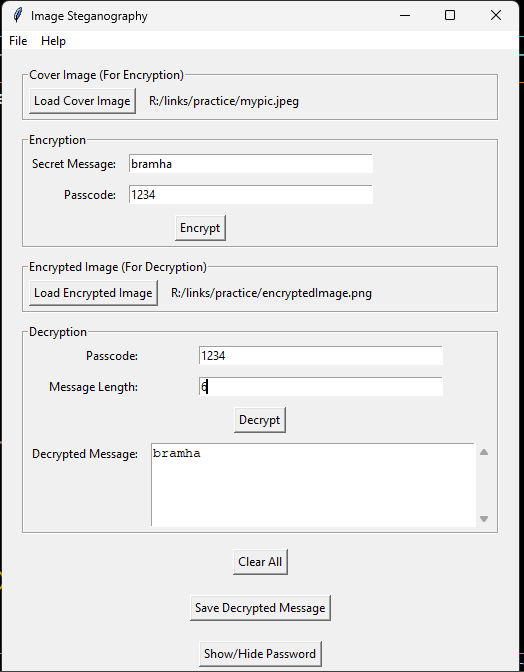 Image Steganography
File Help
Cover Image (For Encryption)
Load Cover Image R:/links/practice/mypic.jpeg
Encryption
Secret Message: bramha
Passcode: 1234
Encrypt
Encrypted Image (For Decryption)
Load Encrypted Image R:/links/practice/encryptedImage.png
Decryption
Passcode: 1234
Message Length: 6
Decrypt
Decrypted Message: bramha
Clear All
Save Decrypted Message
Show/Hide Password